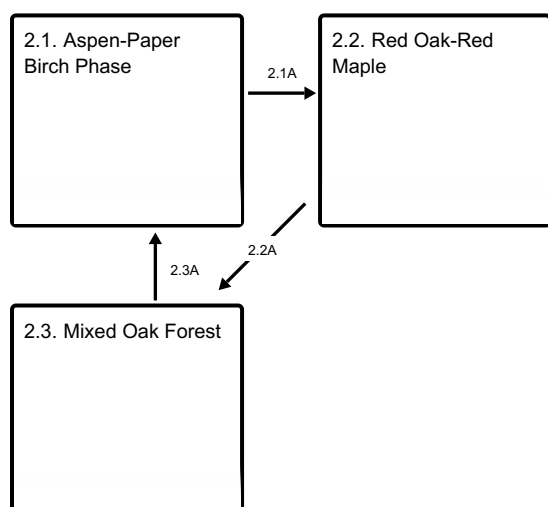 2.1. Aspen-Paper
Birch Phase
2.1A
2.2. Red Oak-Red
Maple
2.2A
2.3A
2.3. Mixed Oak Forest